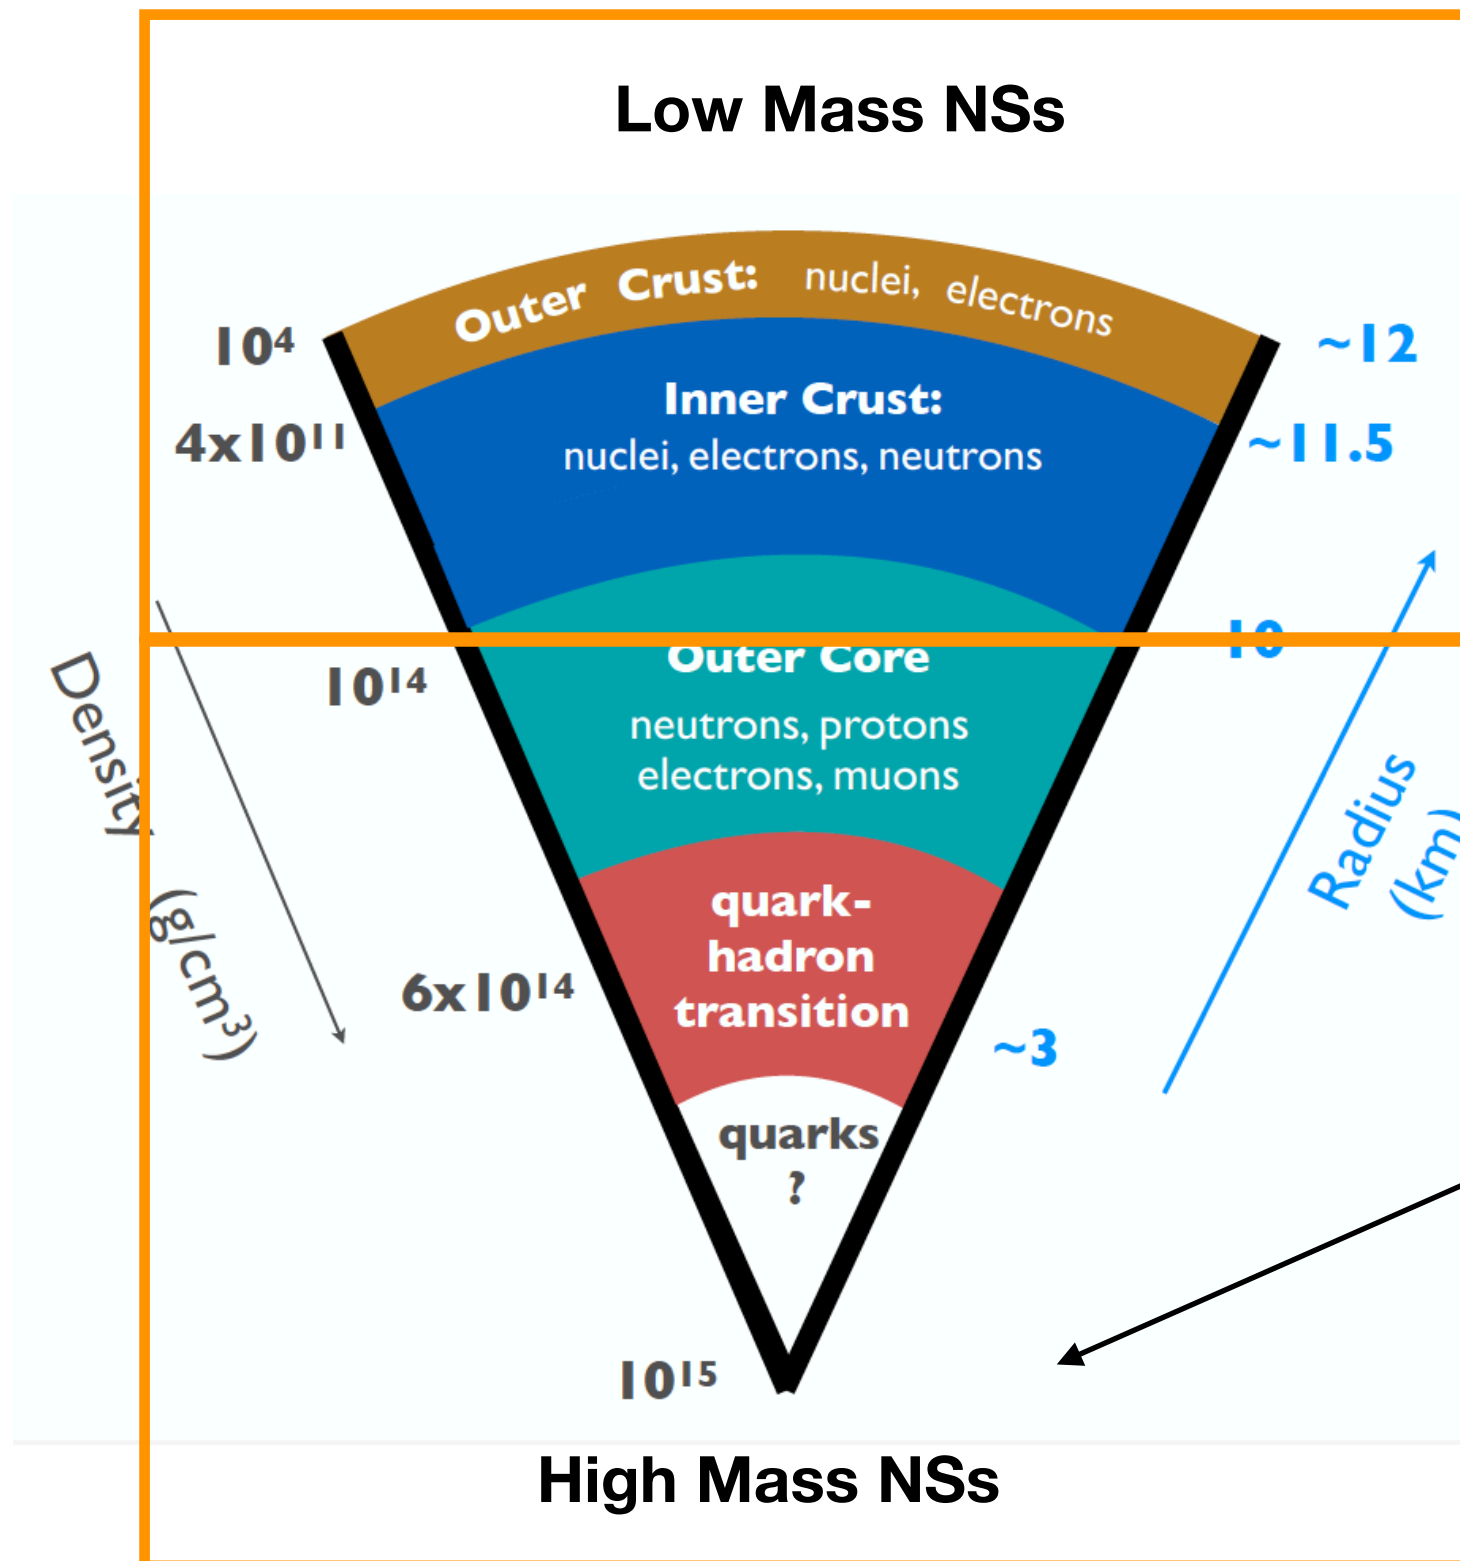 Low Mass NSs
Outer Crust: nuclei, electrons
10⁴
~12
Inner Crust:
4x10¹¹
~11.5
nuclei, electrons, neutrons
10
Outer Core
10¹⁴
neutrons, protons
electrons, muons
Density (g/cm³)
Radius
(km)
quark-
hadron
transition
6x10¹⁴
~3
quarks
?
10¹⁵
High Mass NSs